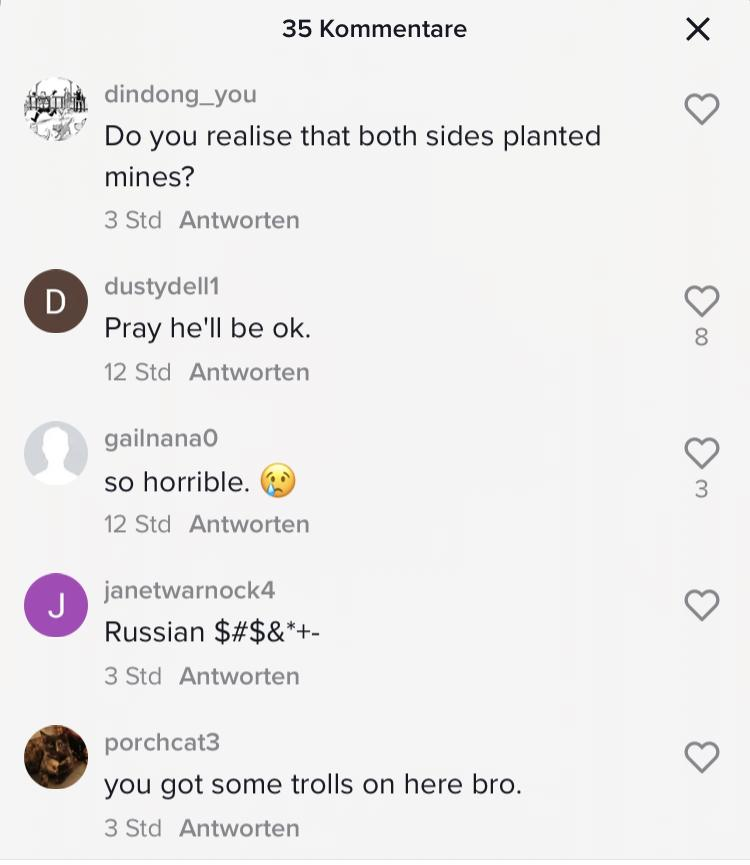 35 Kommentare
dindong_you
Do you realise that both sides planted
mines?
3 Std Antworten
D
dustydell1
Pray he'll be ok.
8
12 Std Antworten
gailnana0
so horrible. 😢
3
12 Std Antworten
J
janetwarnock4
Russian $#$&*+-
3 Std Antworten
porchcat3
you got some trolls on here bro.
3 Std Antworten